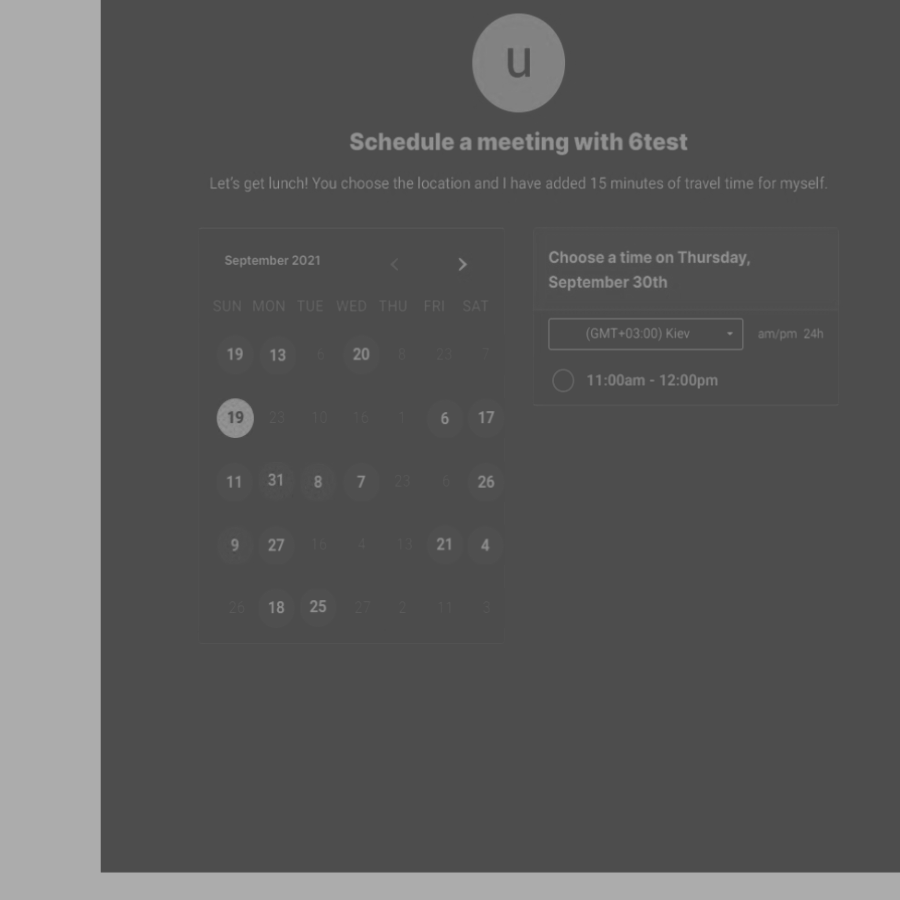 u
Schedule a meeting with 6test
Let's get lunch! You choose the location and I have added 15 minutes of travel time for myself.
September 2021
SUN MON TUE WED THU FRI SAT
19 13 6 20 8 23 7
19 23 10 16 1 6 17
11 31 8 7 23 6 26
9 27 16 4 13 21 4
26 18 25 27 2 11 3
Choose a time on Thursday,
September 30th
(GMT+03:00) Kiev am/pm 24h
11:00am - 12:00pm